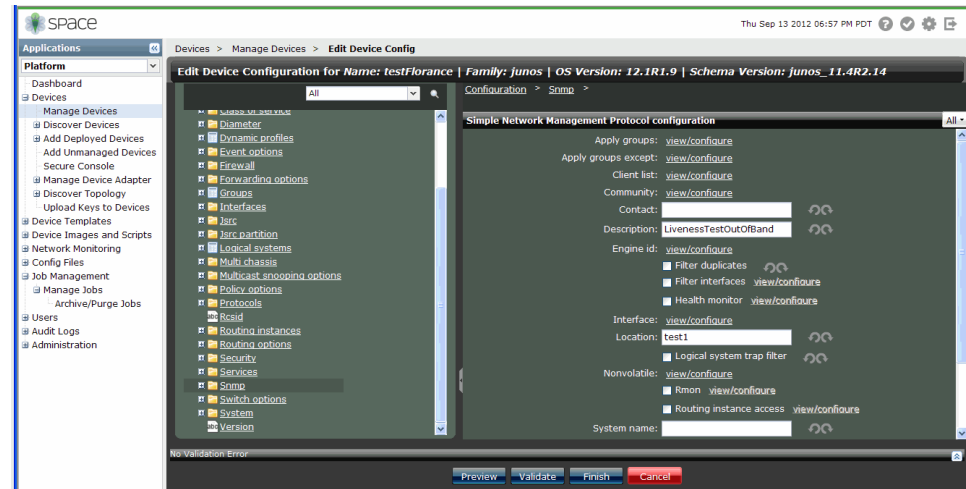 space
Thu Sep 13 2012 06:57 PM PDT
Applications
Platform
Dashboard
Devices
Manage Devices
Discover Devices
Add Deployed Devices
Add Unmanaged Devices
Secure Console
Manage Device Adapter
Discover Topology
Upload Keys to Devices
Device Templates
Device Images and Scripts
Network Monitoring
Config Files
Job Management
Manage Jobs
Archive/Purge Jobs
Users
Audit Logs
Administration
Devices > Manage Devices > Edit Device Config
Edit Device Configuration for Name: testFlorance | Family: junos | OS Version: 12.1R1.9 | Schema Version: junos_11.4R2.14
All
Class of service
Diameter
Dynamic profiles
Event options
Firewall
Forwarding options
Groups
Interfaces
Jsrc
Jsrc partition
Logical systems
Multi chassis
Multicast snooping options
Policy options
Protocols
abc Rcsid
Routing instances
Routing options
Security
Services
Snmp
Switch options
System
abc Version
Configuration > Snmp >
Simple Network Management Protocol configuration
All
Apply groups: view/configure
Apply groups except: view/configure
Client list: view/configure
Community: view/configure
Contact:
Description: LivenessTestOutOfBand
Engine id: view/configure
Filter duplicates
Filter interfaces view/configure
Health monitor view/configure
Interface: view/configure
Location: test1
Logical system trap filter
Nonvolatile: view/configure
Rmon view/configure
Routing instance access view/configure
System name:
No Validation Error
Preview Validate Finish Cancel